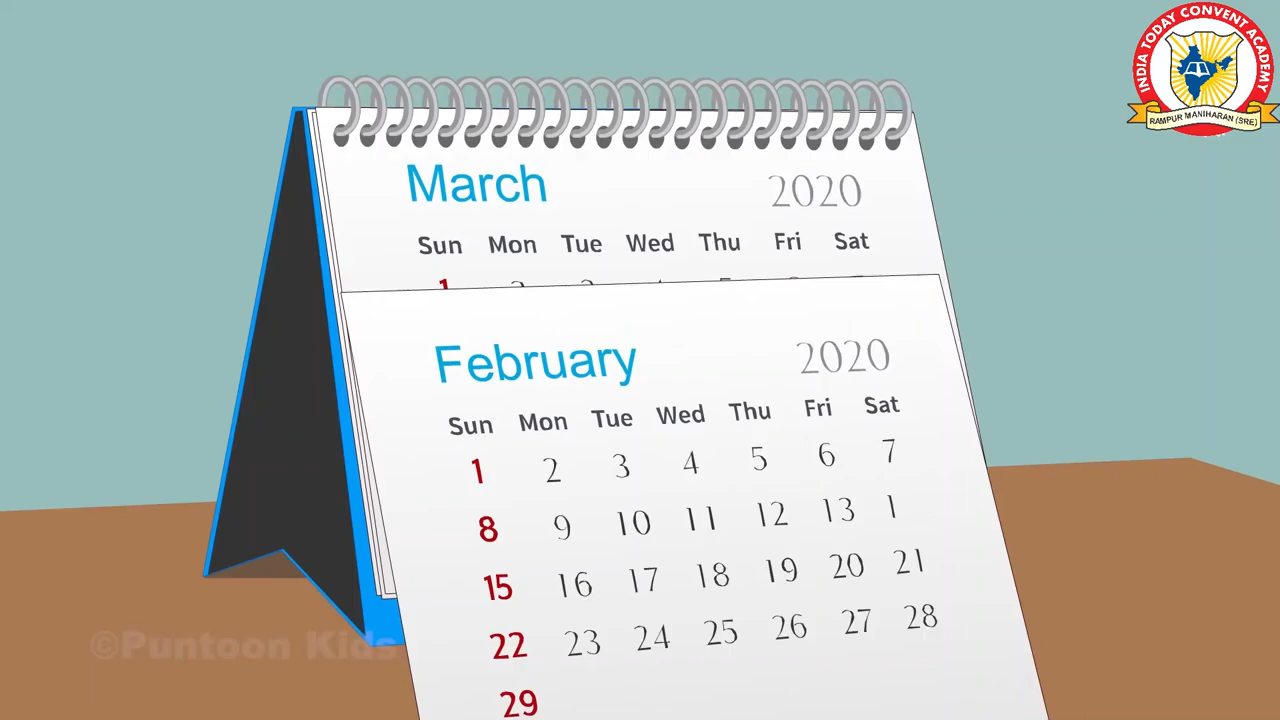 INDIA TODAY CONVENT ACADEMY
RAMPUR MANIHARAN (SRE)
March 2020
Sun Mon Tue Wed Thu Fri Sat
1
February 2020
Sun Mon Tue Wed Thu Fri Sat
1 2 3 4 5 6 7
8 9 10 11 12 13 1
15 16 17 18 19 20 21
22 23 24 25 26 27 28
29
©Puntoon Kids